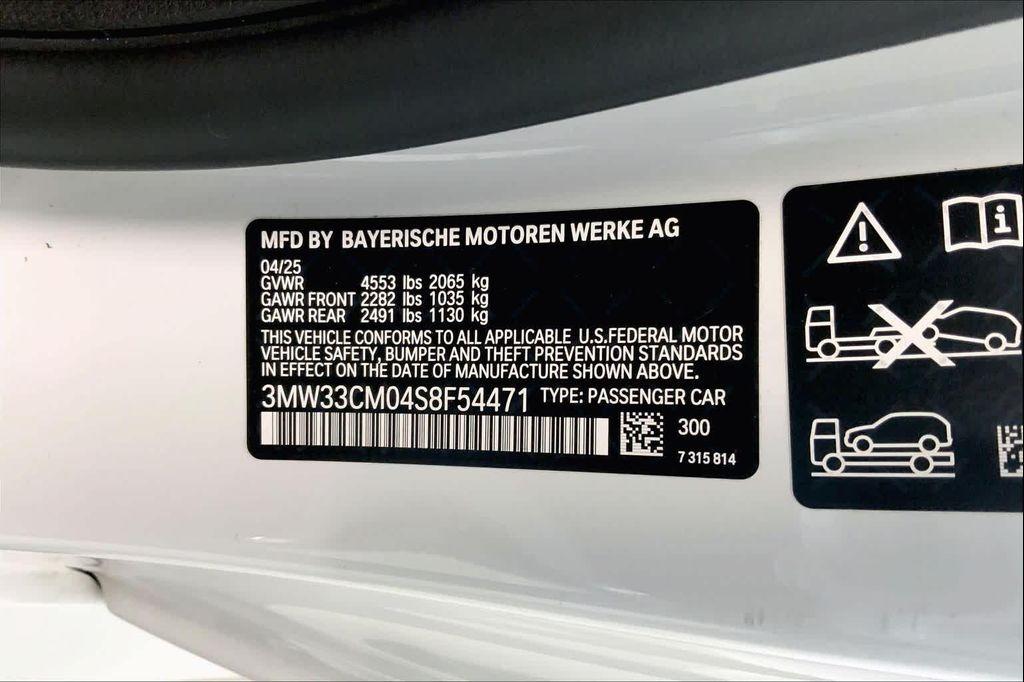 MFD BY BAYERISCHE MOTOREN WERKE AG
04/25
GVWR 4553 lbs 2065 kg
GAWR FRONT 2282 lbs 1035 kg
GAWR REAR 2491 lbs 1130 kg
THIS VEHICLE CONFORMS TO ALL APPLICABLE U.S.FEDERAL MOTOR
VEHICLE SAFETY, BUMPER AND THEFT PREVENTION STANDARDS
IN EFFECT ON THE DATE OF MANUFACTURE SHOWN ABOVE.
3MW33CM04S8F54471 TYPE: PASSENGER CAR
300
7 315 814